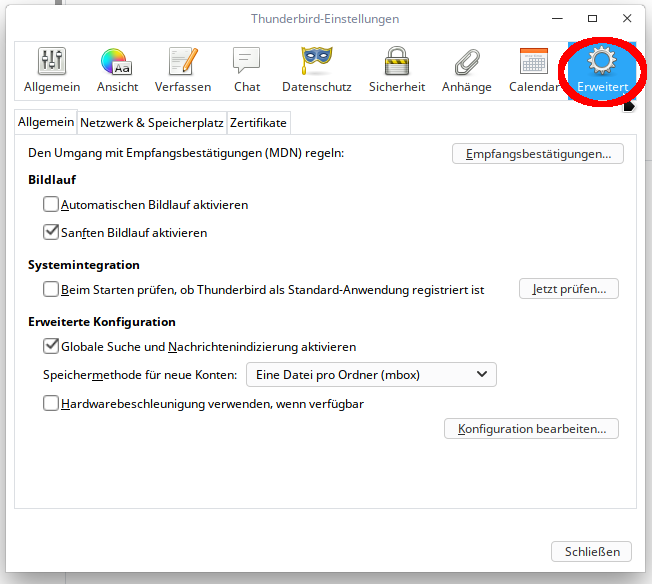 Thunderbird-Einstellungen
Allgemein Ansicht Verfassen Chat Datenschutz Sicherheit Anhänge Calendar Erweitert
Aa
Allgemein Netzwerk & Speicherplatz Zertifikate
Den Umgang mit Empfangsbestätigungen (MDN) regeln: Empfangsbestätigungen...
Bildlauf
Automatischen Bildlauf aktivieren
Sanften Bildlauf aktivieren
Systemintegration
Beim Starten prüfen, ob Thunderbird als Standard-Anwendung registriert ist Jetzt prüfen...
Erweiterte Konfiguration
Globale Suche und Nachrichtenindizierung aktivieren
Speichermethode für neue Konten: Eine Datei pro Ordner (mbox)
Hardwarebeschleunigung verwenden, wenn verfügbar
Konfiguration bearbeiten...
Schließen